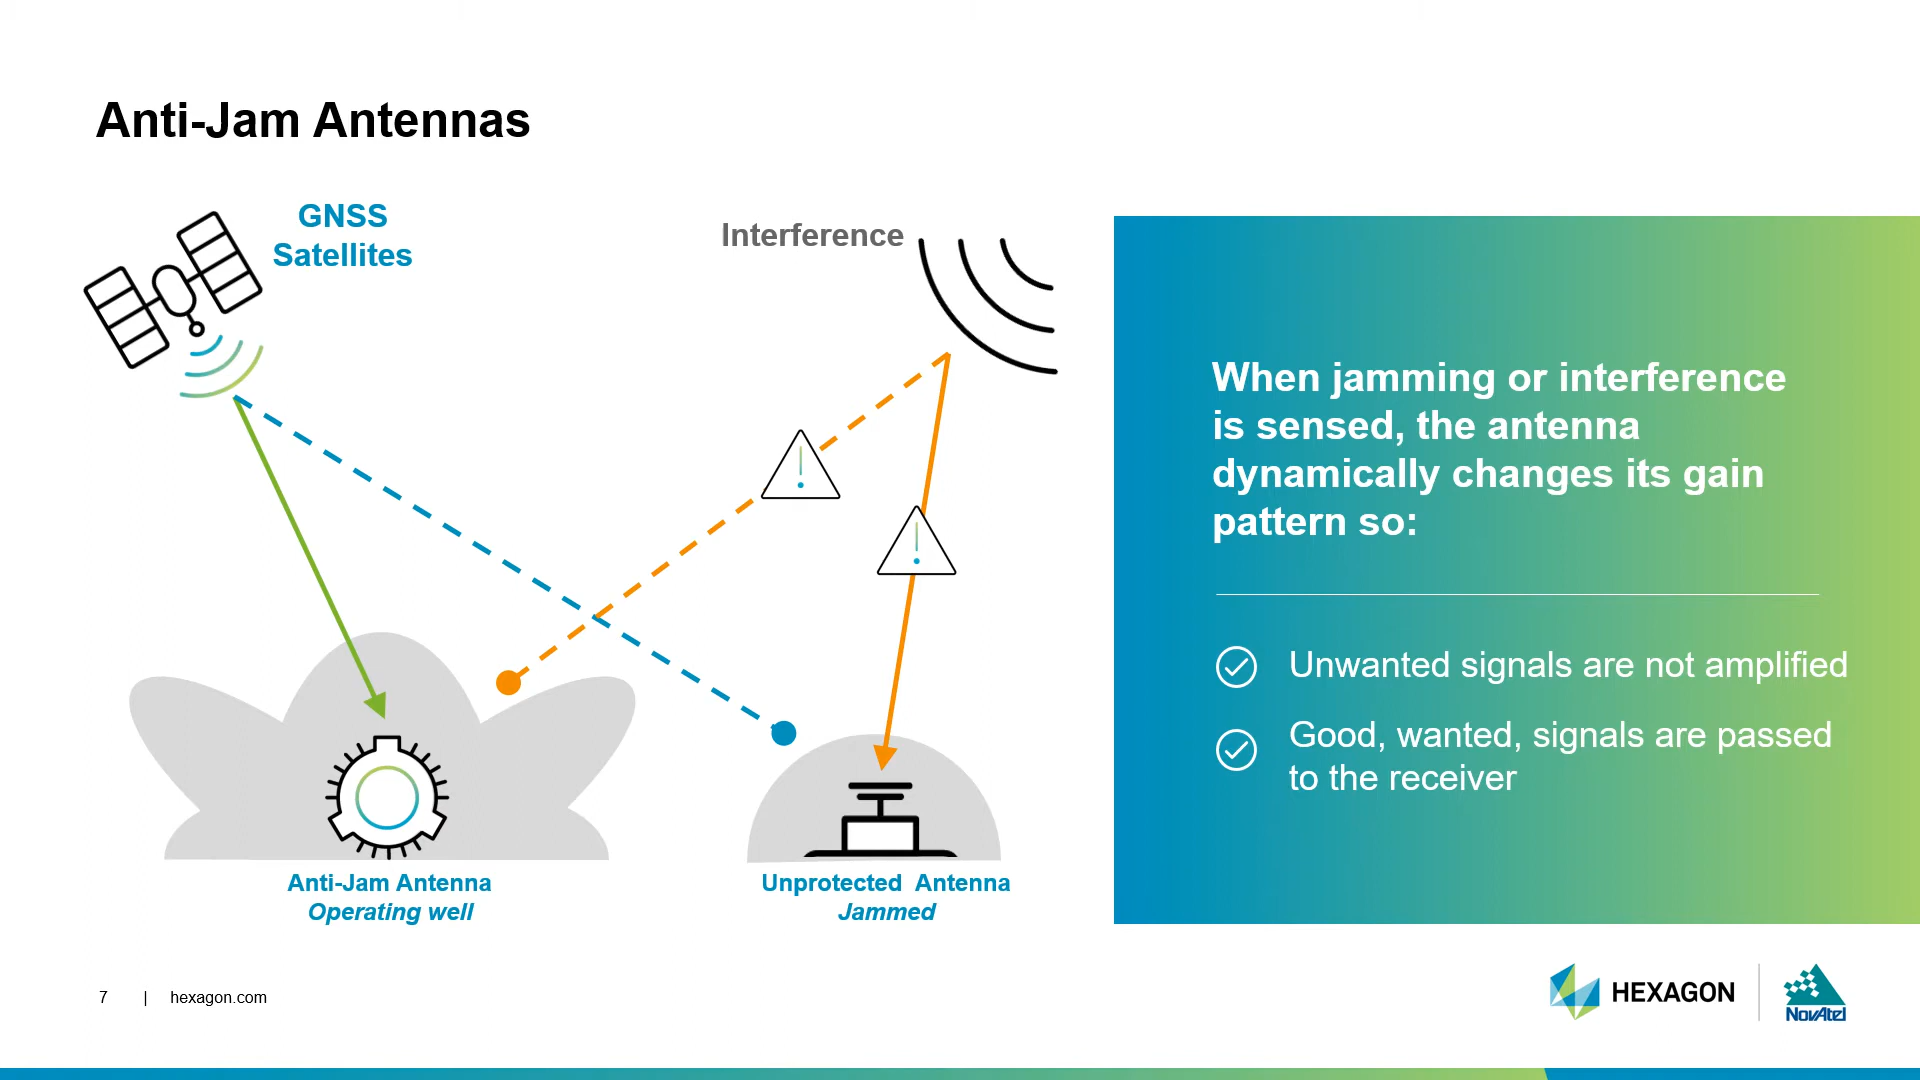 Anti-Jam Antennas
GNSS
Satellites
Interference
Anti-Jam Antenna
Operating well
Unprotected Antenna
Jammed
When jamming or interference
is sensed, the antenna
dynamically changes its gain
pattern so:
Unwanted signals are not amplified
Good, wanted, signals are passed
to the receiver
7 | hexagon.com
HEXAGON
NovAtel